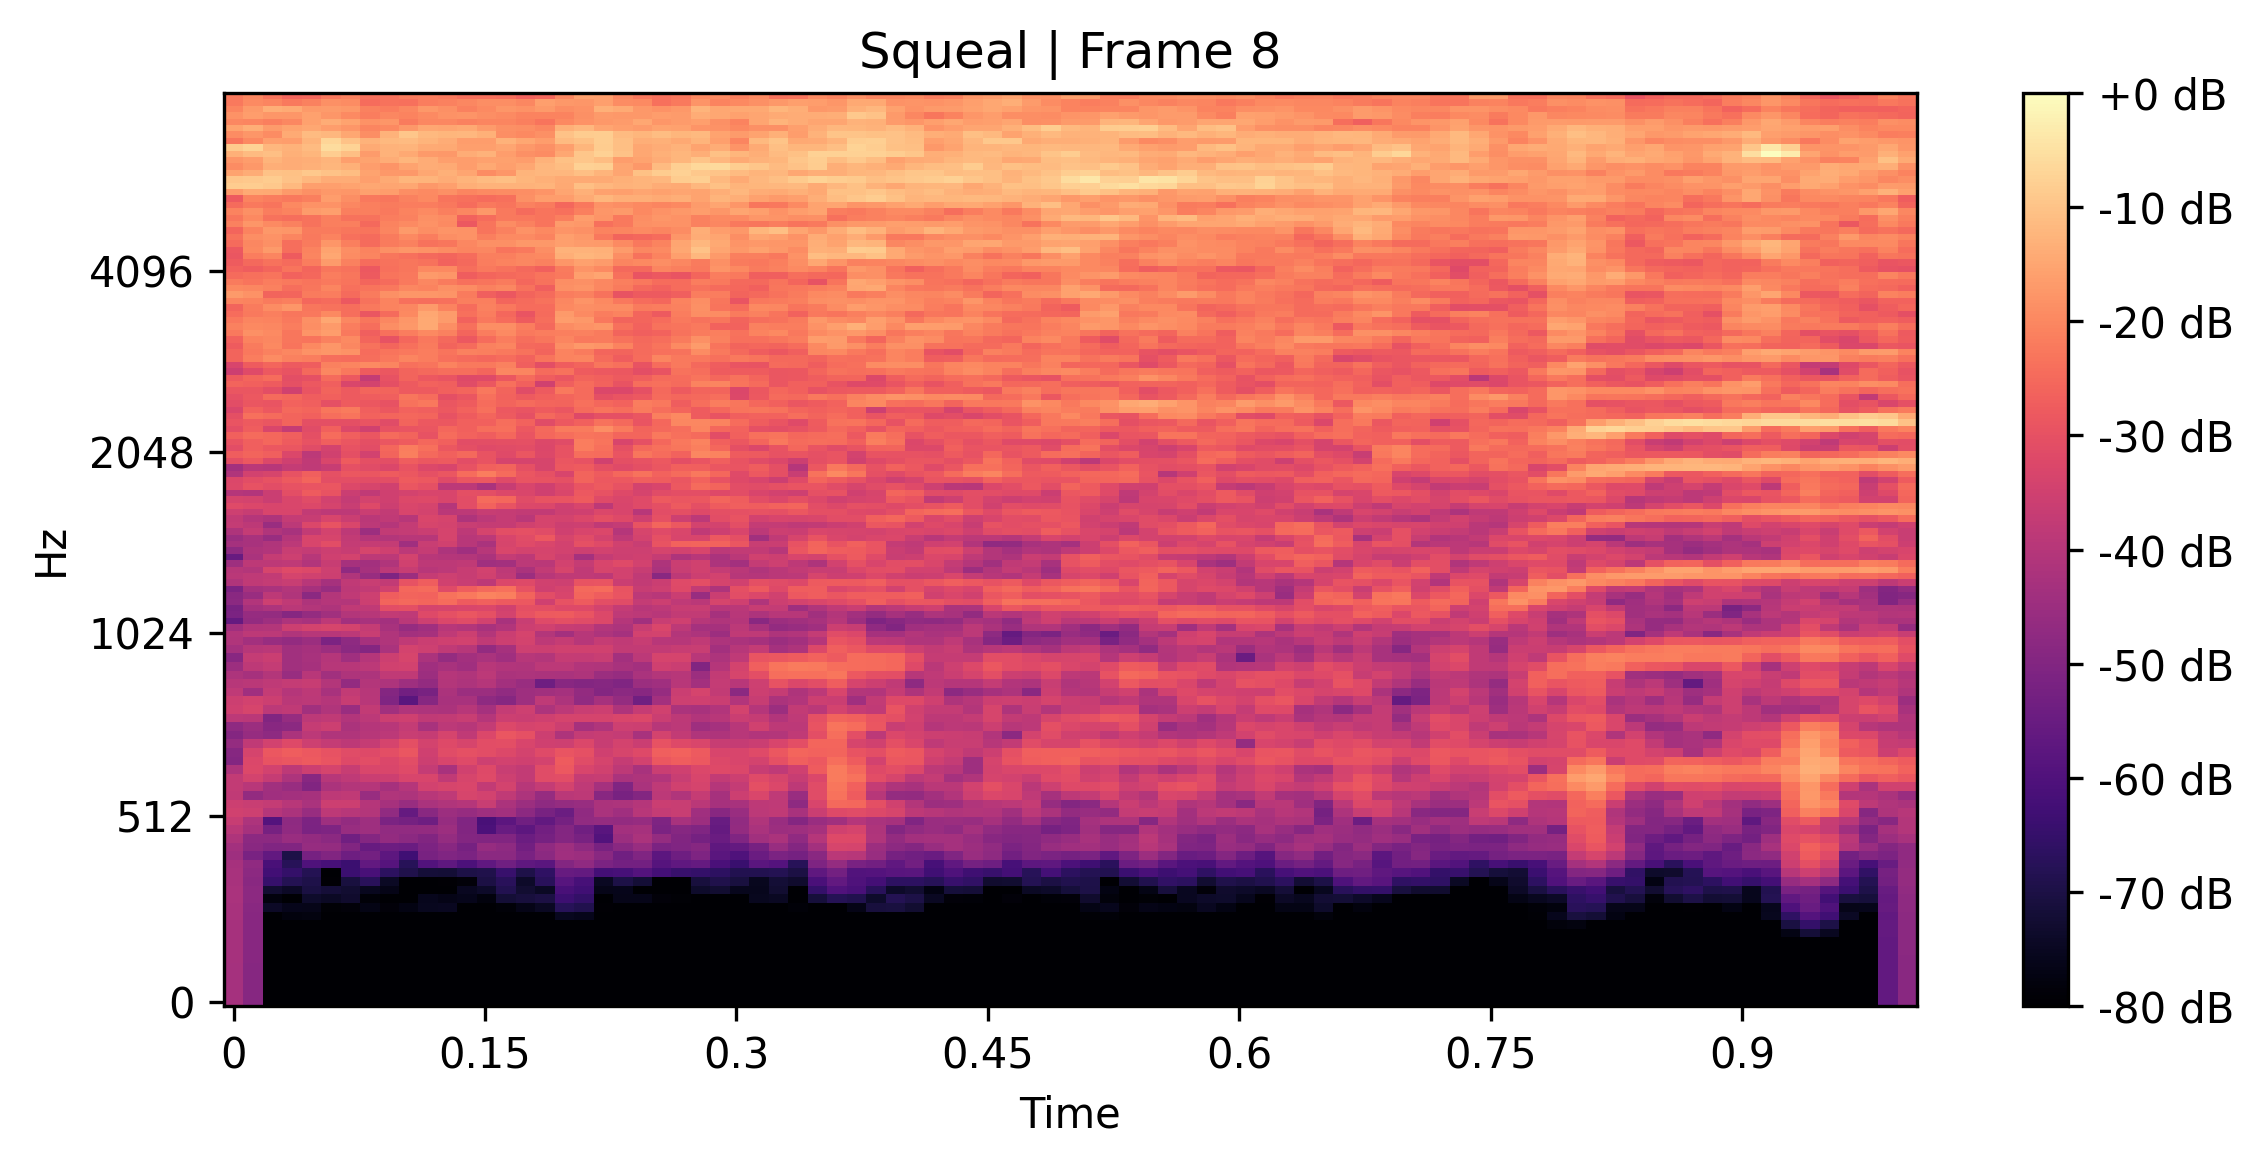 Squeal | Frame 8
+0 dB
-10 dB
-20 dB
-30 dB
-40 dB
-50 dB
-60 dB
-70 dB
-80 dB
4096
2048
1024
512
0
Hz
0
0.15
0.3
0.45
0.6
0.75
0.9
Time